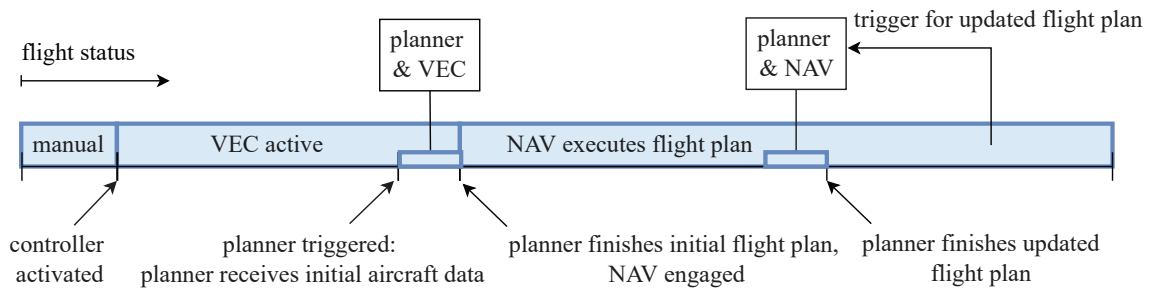 trigger for updated flight plan
flight status
planner
& VEC
planner
& NAV
manual
VEC active
NAV executes flight plan
controller
activated
planner triggered:
planner receives initial aircraft data
planner finishes initial flight plan,
NAV engaged
planner finishes updated
flight plan